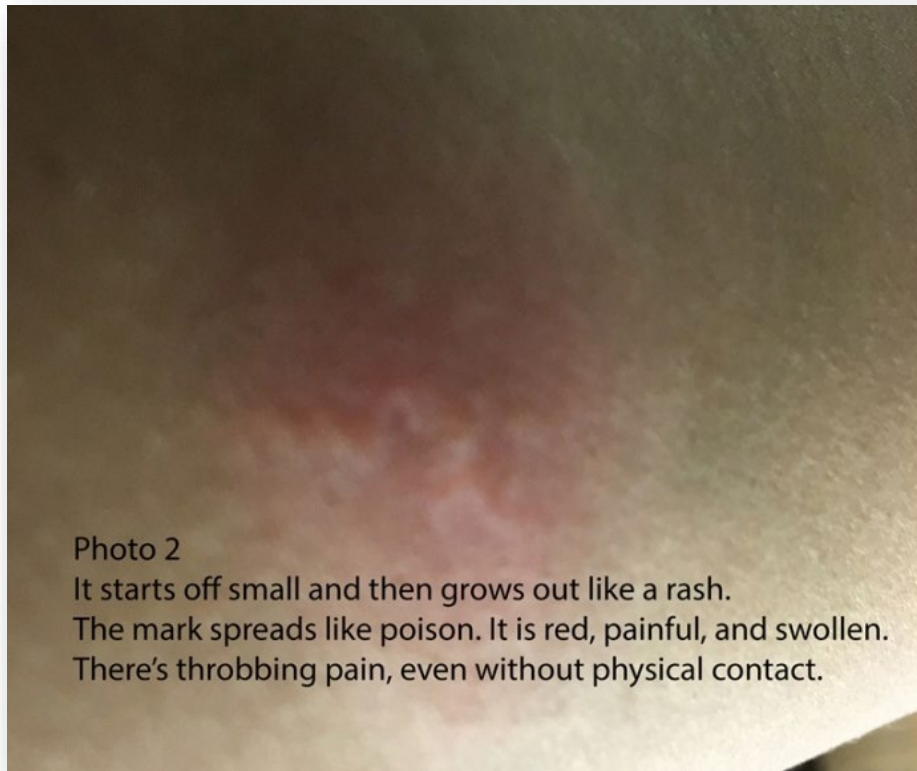 Photo 2
It starts off small and then grows out like a rash.
The mark spreads like poison. It is red, painful, and swollen.
There's throbbing pain, even without physical contact.